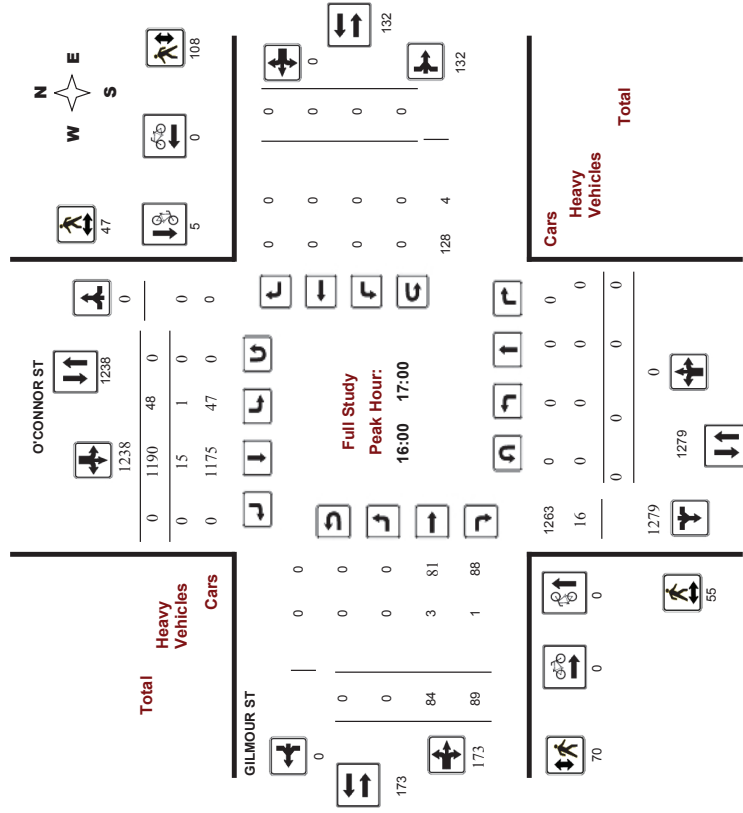 N
W E
S
108
0
47
5
O'CONNOR ST
1238
1238
0
0 1190 48 0
0 15 1 0 0
0 1175 47 0 0
132
0
132
0 0 0 0
0 0 0 0 4
0 0 0 0 128
Total
Heavy
Vehicles
Cars
Full Study
Peak Hour:
16:00 17:00
GILMOUR ST
0
173
173
0 0 0 3 1
0 0 0 81 88
0 0 84 89
Cars
Heavy
Vehicles
Total
1263 0 0 0 0
16 0 0 0 0
0 0 0 0
1279
1279
0
0
0
70
55